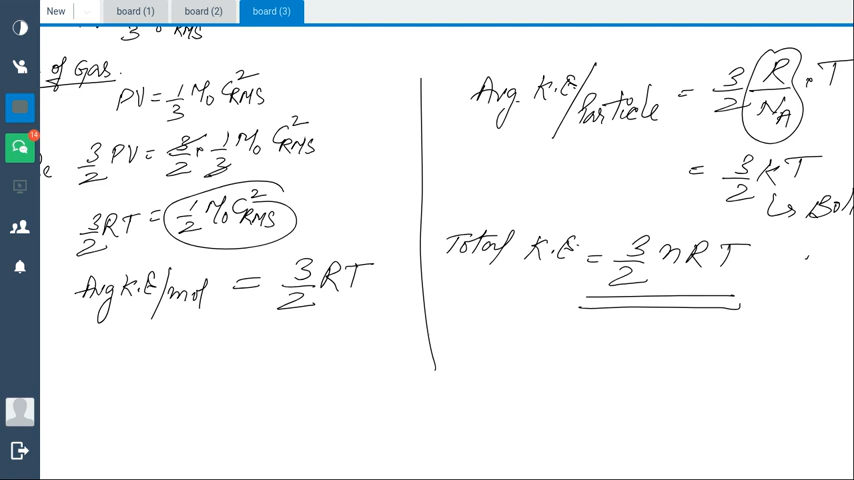 New board (1) board (2) board (3)
of Gas.
PV = 1/3 M₀ C²RMS
3/2 PV = 3/2 · 1/3 M₀ C²RMS
3/2 RT = 1/2 M₀ C²RMS
Avg K.E/mol = 3/2 RT
Avg. K.E/Particle = 3/2 R/NA · T
= 3/2 KT
↳ Bol
Total K.E. = 3/2 nRT
14